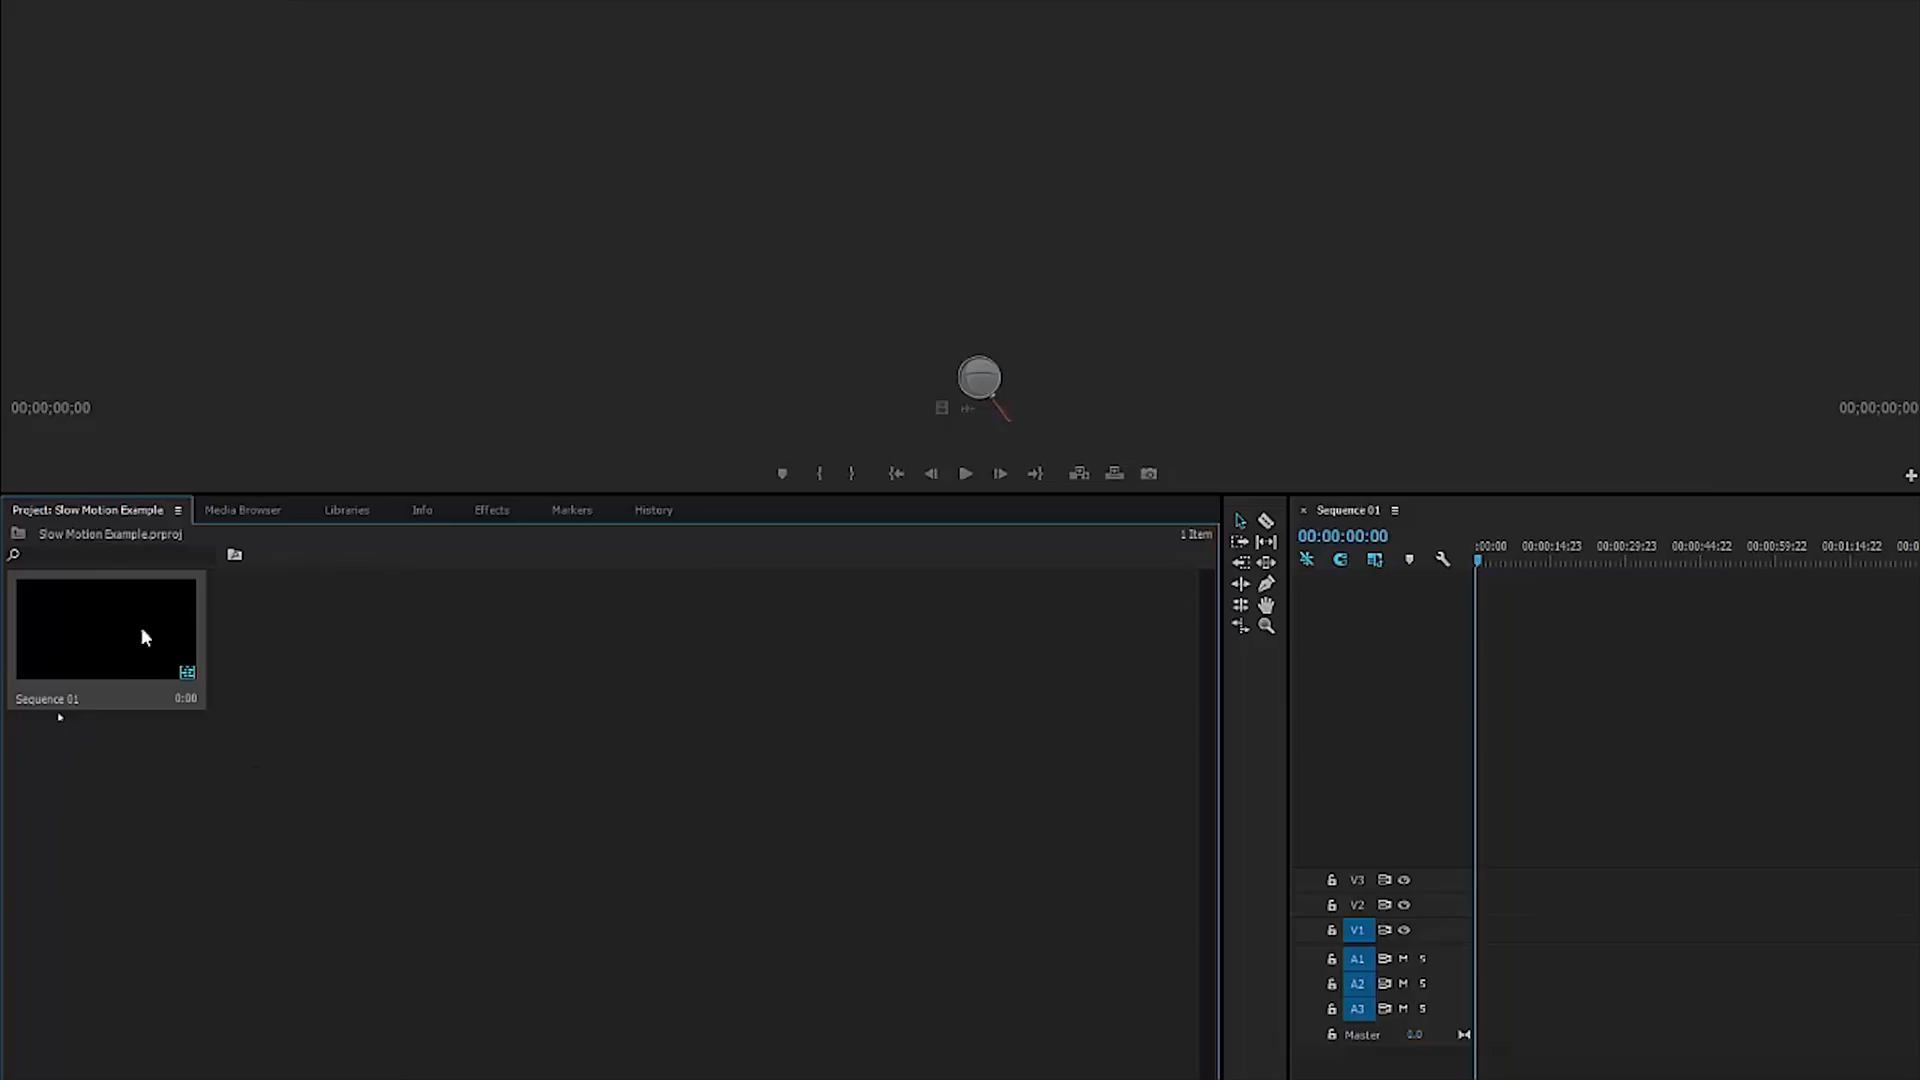 00;00;00;00
00;00;00;00
Project: Slow Motion Example
Media Browser
Libraries
Info
Effects
Markers
History
Slow Motion Example.prproj
1 Item
Sequence 01
0:00
Sequence 01
00:00:00:00
:00:00
00:00:14:23
00:00:29:23
00:00:44:22
00:00:59:22
00:01:14:22
00:0
V3
V2
V1
A1 M S
A2 M S
A3 M S
Master 0.0